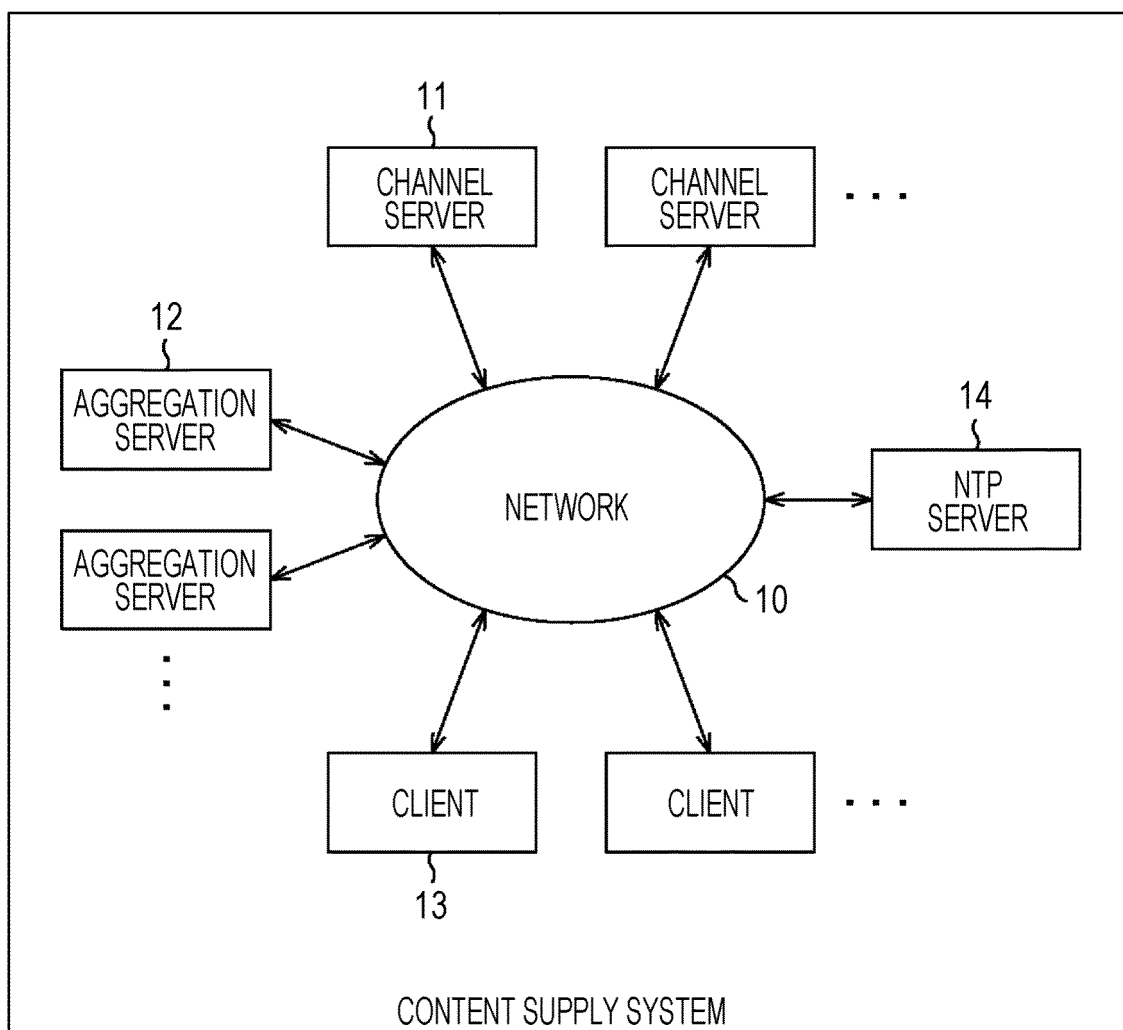 11
CHANNEL
SERVER
CHANNEL
SERVER
. . .
12
AGGREGATION
SERVER
14
NTP
SERVER
NETWORK
AGGREGATION
SERVER
10
. . .
CLIENT
CLIENT
. . .
13
CONTENT SUPPLY SYSTEM